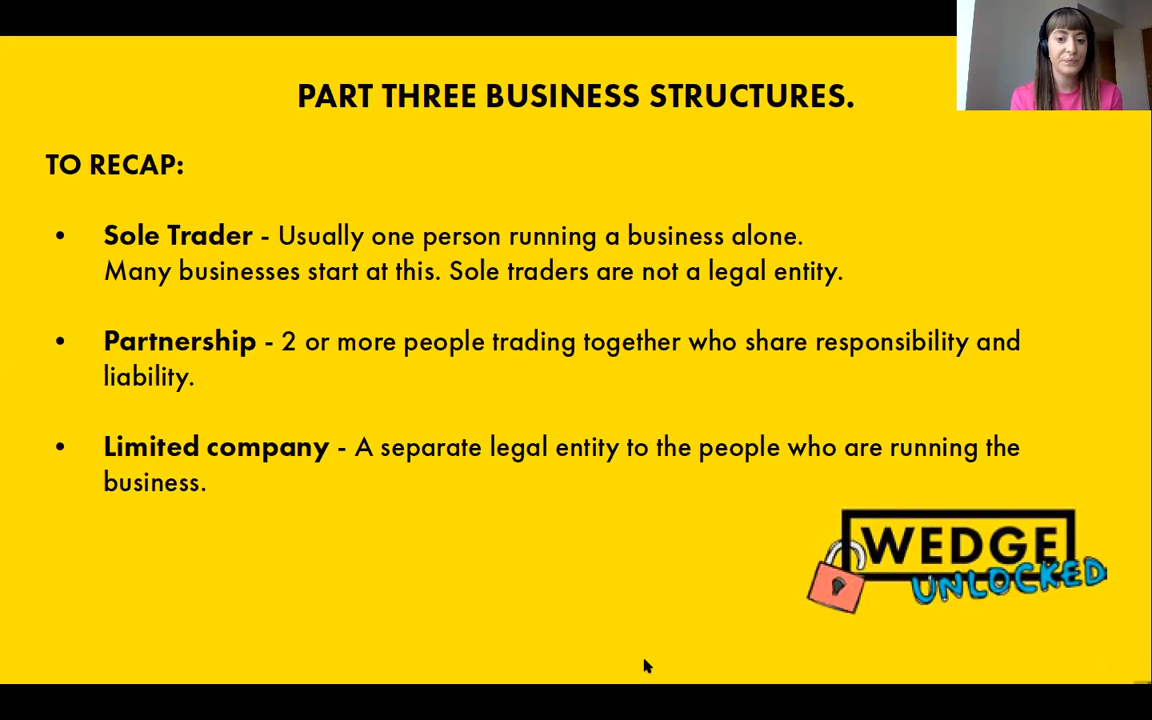 PART THREE BUSINESS STRUCTURES.
TO RECAP:
• Sole Trader - Usually one person running a business alone.
Many businesses start at this. Sole traders are not a legal entity.
• Partnership - 2 or more people trading together who share responsibility and
liability.
• Limited company - A separate legal entity to the people who are running the
business.
WEDGE
UNLOCKED